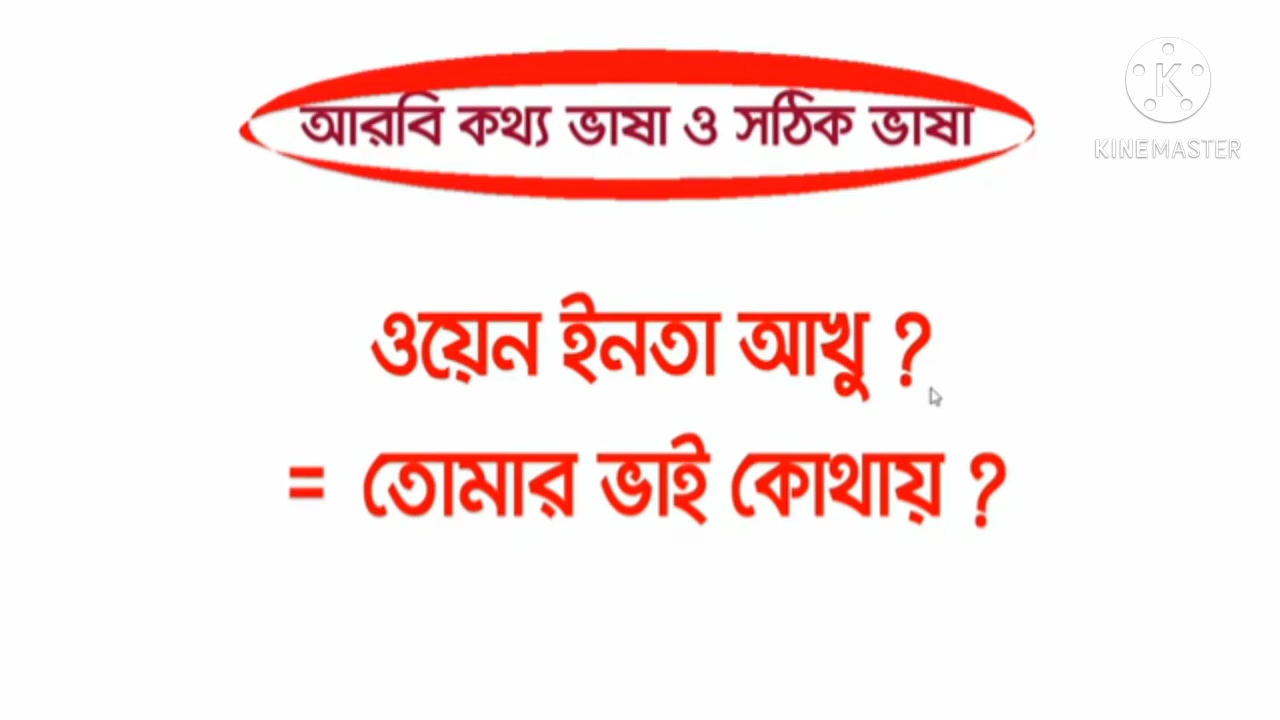 আরবি কথ্য ভাষা ও সঠিক ভাষা
K
KINEMASTER
ওয়েন ইনতা আখু ?
= তোমার ভাই কোথায় ?